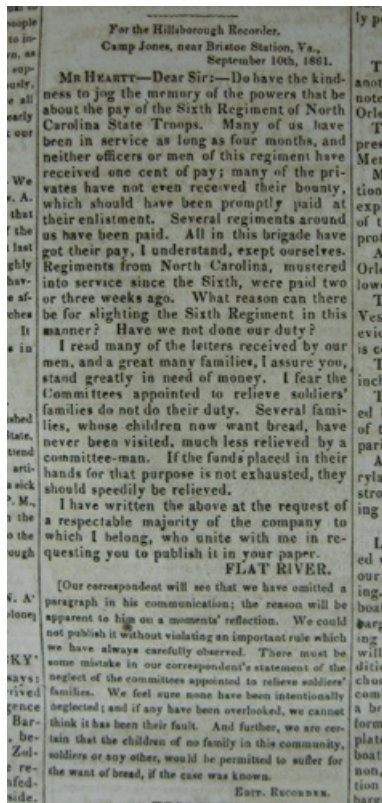 For the Hillsborough Recorder.
Camp Jones, near Bristoe Station, Va.,
September 10th, 1861.
MR HEARTT—Dear Sir:—Do have the kind-
ness to jog the memory of the powers that be
about the pay of the Sixth Regiment of North
Carolina State Troops. Many of us have
been in service as long as four months, and
neither officers or men of this regiment have
received one cent of pay; many of the pri-
vates have not even received their bounty,
which should have been promptly paid at
their enlistment. Several regiments around
us have been paid. All in this brigade have
got their pay, I understand, exept ourselves.
Regiments from North Carolina, mustered
into service since the Sixth, were paid two
or three weeks ago. What reason can there
be for slighting the Sixth Regiment in this
manner? Have we not done our duty?
I read many of the letters received by our
men, and a great many families, I assure you,
stand greatly in need of money. I fear the
Committees appointed to relieve soldiers'
families do not do their duty. Several fami-
lies, whose children now want bread, have
never been visited, much less relieved by a
committee-man. If the funds placed in their
hands for that purpose is not exhausted, they
should speedily be relieved.
I have written the above at the request of
a respectable majority of the company to
which I belong, who unite with me in re-
questing you to publish it in your paper.
FLAT RIVER.
[Our correspondent will see that we have omitted a
paragraph in his communication; the reason will be
apparent to him on a moments' reflection. We could
not publish it without violating an important rule which
we have always carefully observed. There must be
some mistake in our correspondent's statement of the
neglect of the committees appointed to relieve soldiers'
families. We feel sure none have been intentionally
neglected; and if any have been overlooked, we cannot
think it has been their fault. And further, we are cer-
tain that the children of no family in this community,
soldiers or any other, would be permitted to suffer for
the want of bread, if the case was known.
EDIT. RECORDER.